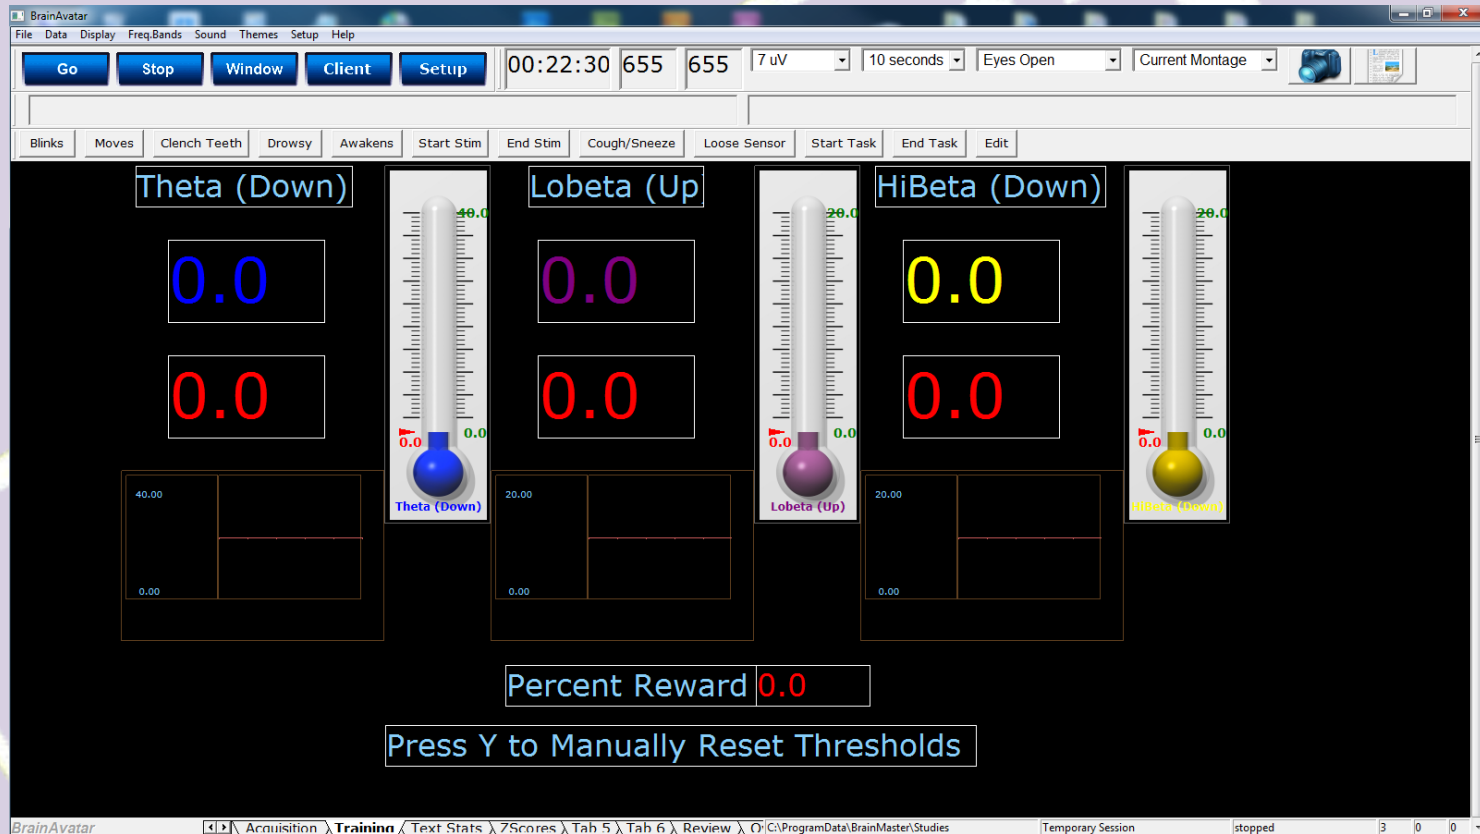 BrainAvatar
File Data Display Freq.Bands Sound Themes Setup Help
Go Stop Window Client Setup 00:22:30 655 655 7 uV 10 seconds Eyes Open Current Montage
Blinks Moves Clench Teeth Drowsy Awakens Start Stim End Stim Cough/Sneeze Loose Sensor Start Task End Task Edit
Theta (Down) Lobeta (Up) HiBeta (Down)
40.0 20.0 20.0
0.0 0.0 0.0
0.0 0.0 0.0
0.0 0.0 0.0 0.0 0.0 0.0
40.00 20.00 20.00
Theta (Down) Lobeta (Up) HiBeta (Down)
0.00 0.00 0.00
Percent Reward 0.0
Press Y to Manually Reset Thresholds
BrainAvatar Acquisition Training Text Stats ZScores Tab 5 Tab 6 Review C:\ProgramData\BrainMaster\Studies Temporary Session stopped 3 0 0